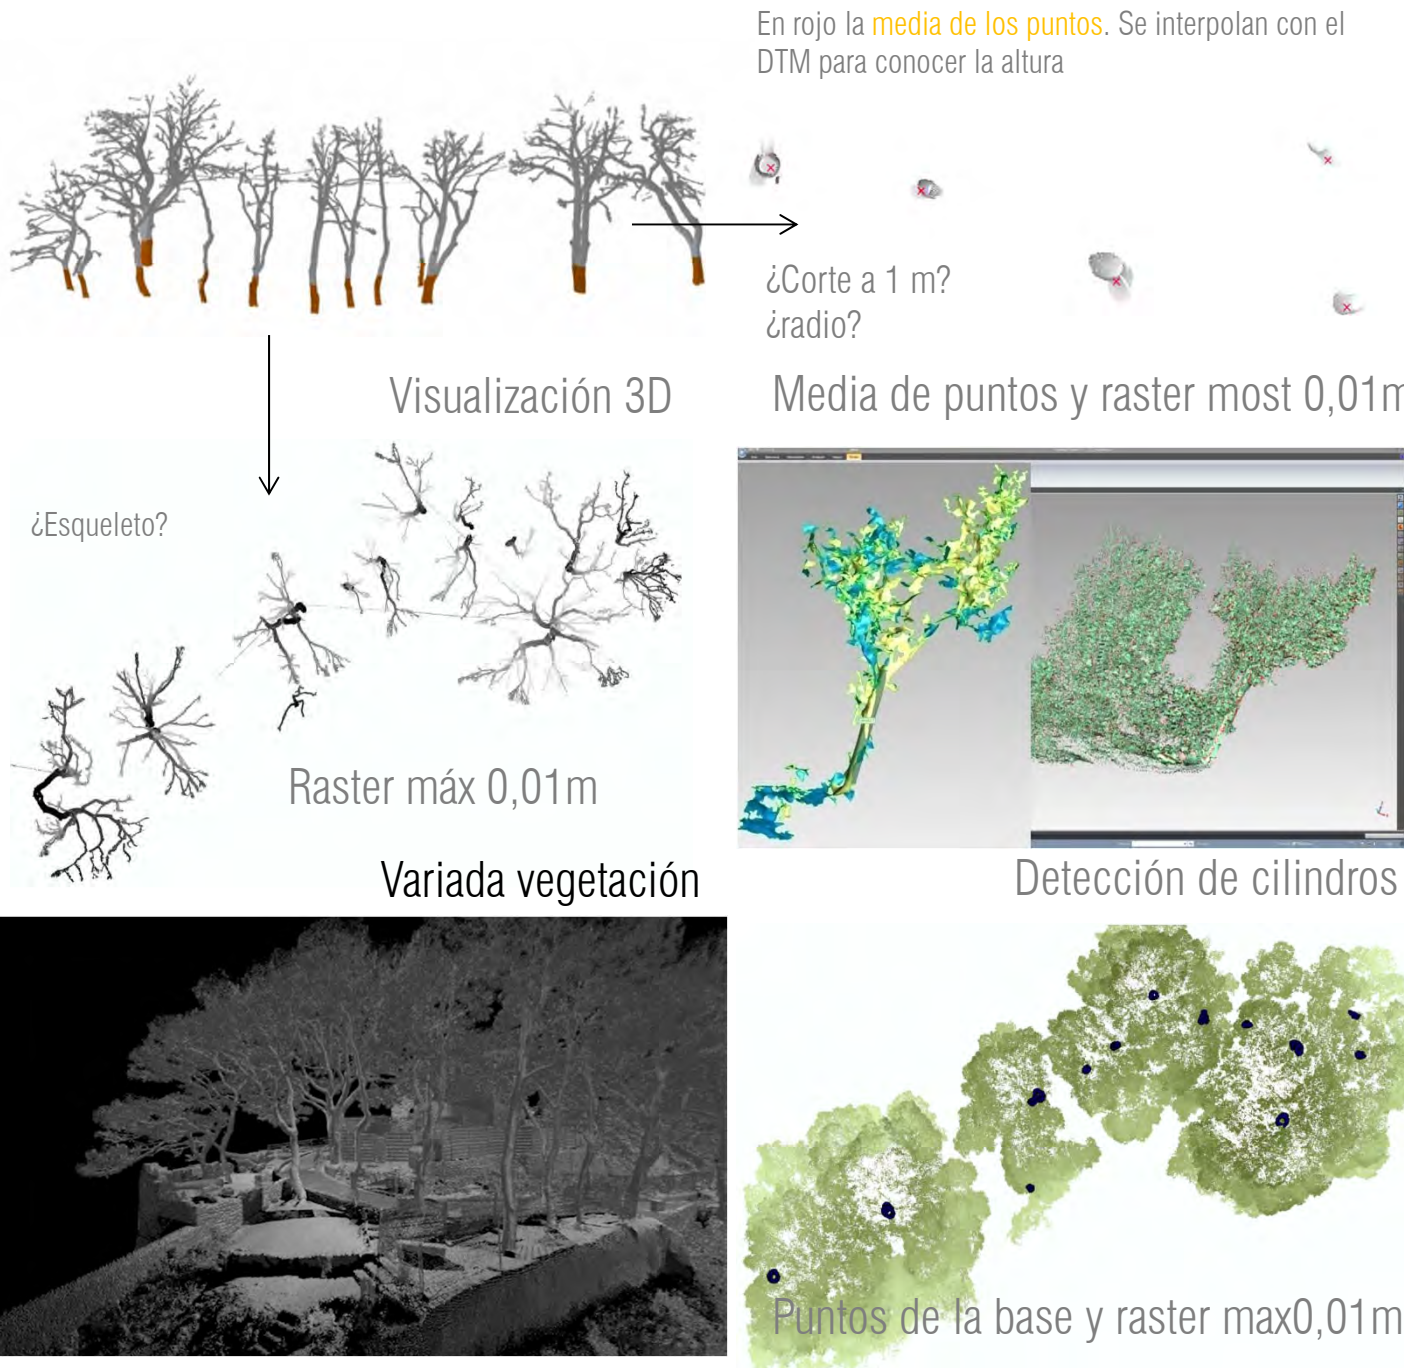 En rojo la media de los puntos. Se interpolan con el
DTM para conocer la altura
¿Corte a 1 m?
¿radio?
Visualización 3D
Media de puntos y raster most 0,01m
¿Esqueleto?
Raster máx 0,01m
Variada vegetación
Detección de cilindros
Puntos de la base y raster max0,01m